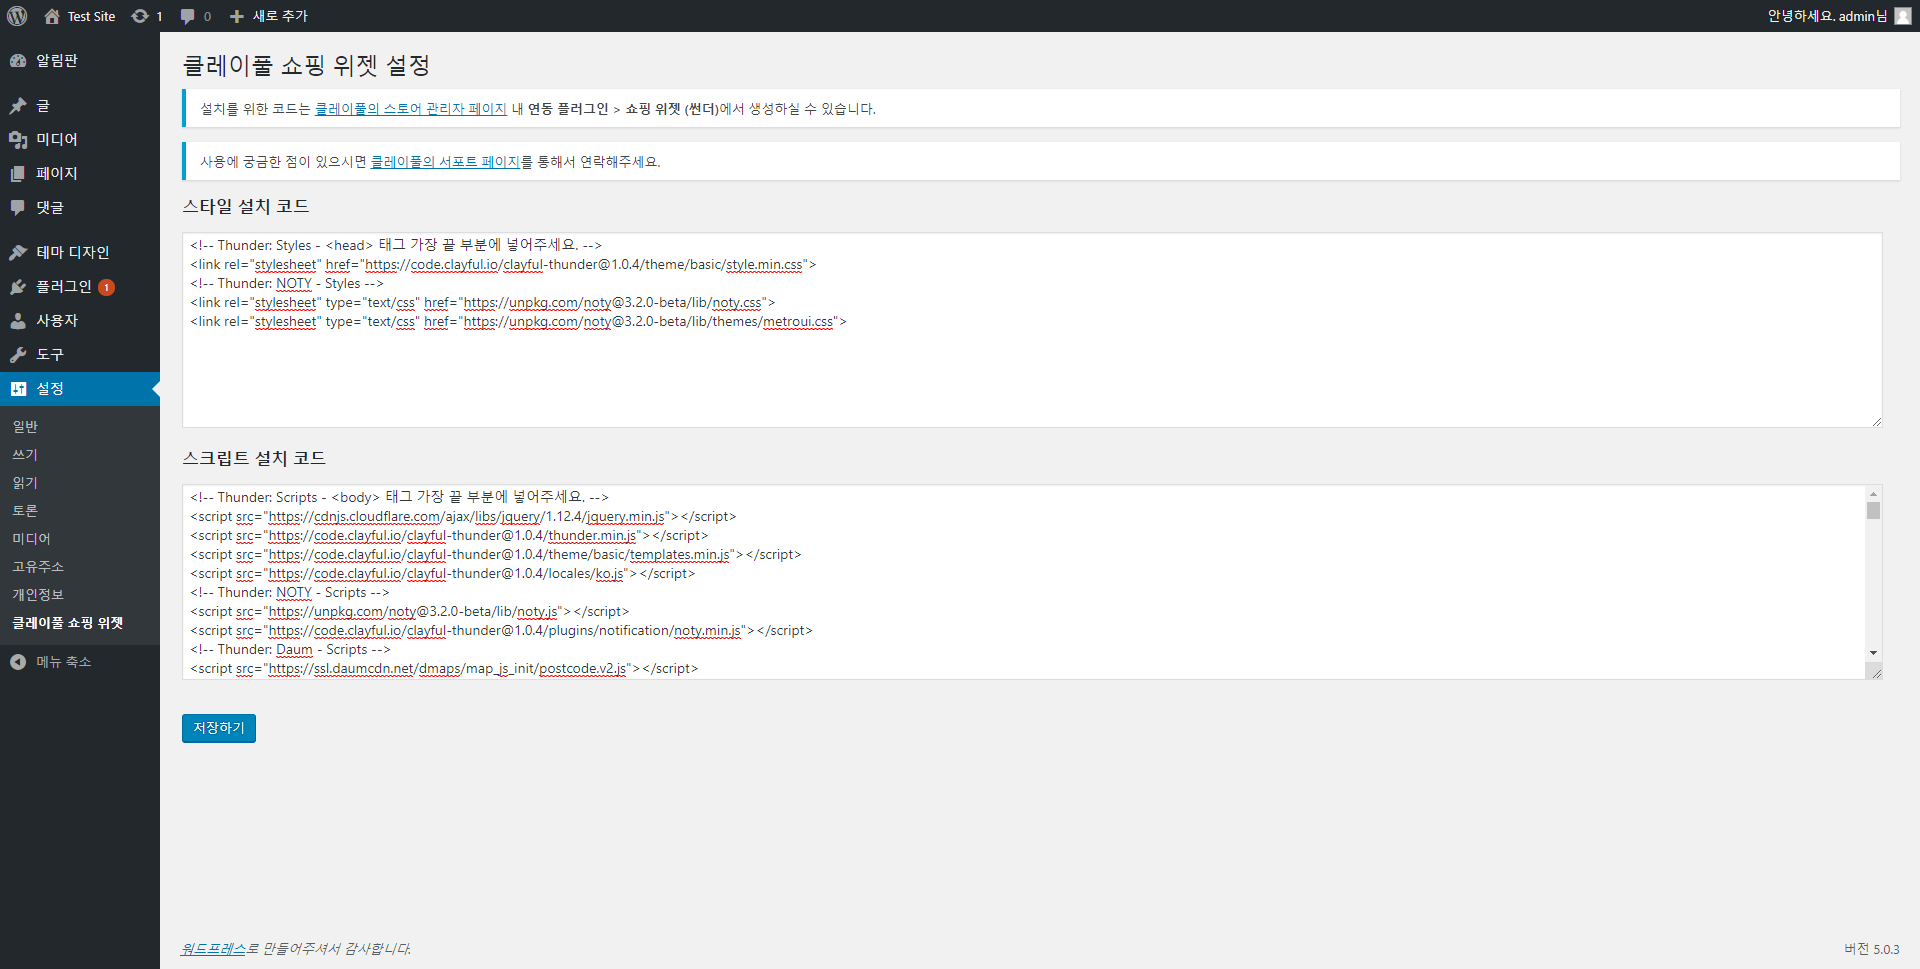 Test Site 1 0 새로 추가 안녕하세요. admin님
알림판
글
미디어
페이지
댓글
테마 디자인
플러그인 1
사용자
도구
설정
일반
쓰기
읽기
토론
미디어
고유주소
개인정보
클레이풀 쇼핑 위젯
메뉴 축소
클레이풀 쇼핑 위젯 설정
설치를 위한 코드는 클레이풀의 스토어 관리자 페이지 내 연동 플러그인 > 쇼핑 위젯 (썬더)에서 생성하실 수 있습니다.
사용에 궁금한 점이 있으시면 클레이풀의 서포트 페이지를 통해서 연락해주세요.
스타일 설치 코드
<!-- Thunder: Styles - <head> 태그 가장 끝 부분에 넣어주세요. -->
<link rel="stylesheet" href="https://code.clayful.io/clayful-thunder@1.0.4/theme/basic/style.min.css">
<!-- Thunder: NOTY - Styles -->
<link rel="stylesheet" type="text/css" href="https://unpkg.com/noty@3.2.0-beta/lib/noty.css">
<link rel="stylesheet" type="text/css" href="https://unpkg.com/noty@3.2.0-beta/lib/themes/metroui.css">
스크립트 설치 코드
<!-- Thunder: Scripts - <body> 태그 가장 끝 부분에 넣어주세요. -->
<script src="https://cdnjs.cloudflare.com/ajax/libs/jquery/1.12.4/jquery.min.js"></script>
<script src="https://code.clayful.io/clayful-thunder@1.0.4/thunder.min.js"></script>
<script src="https://code.clayful.io/clayful-thunder@1.0.4/theme/basic/templates.min.js"></script>
<script src="https://code.clayful.io/clayful-thunder@1.0.4/locales/ko.js"></script>
<!-- Thunder: NOTY - Scripts -->
<script src="https://unpkg.com/noty@3.2.0-beta/lib/noty.js"></script>
<script src="https://code.clayful.io/clayful-thunder@1.0.4/plugins/notification/noty.min.js"></script>
<!-- Thunder: Daum - Scripts -->
<script src="https://ssl.daumcdn.net/dmaps/map_js_init/postcode.v2.js"></script>
저장하기
워드프레스로 만들어주셔서 감사합니다.
버전 5.0.3